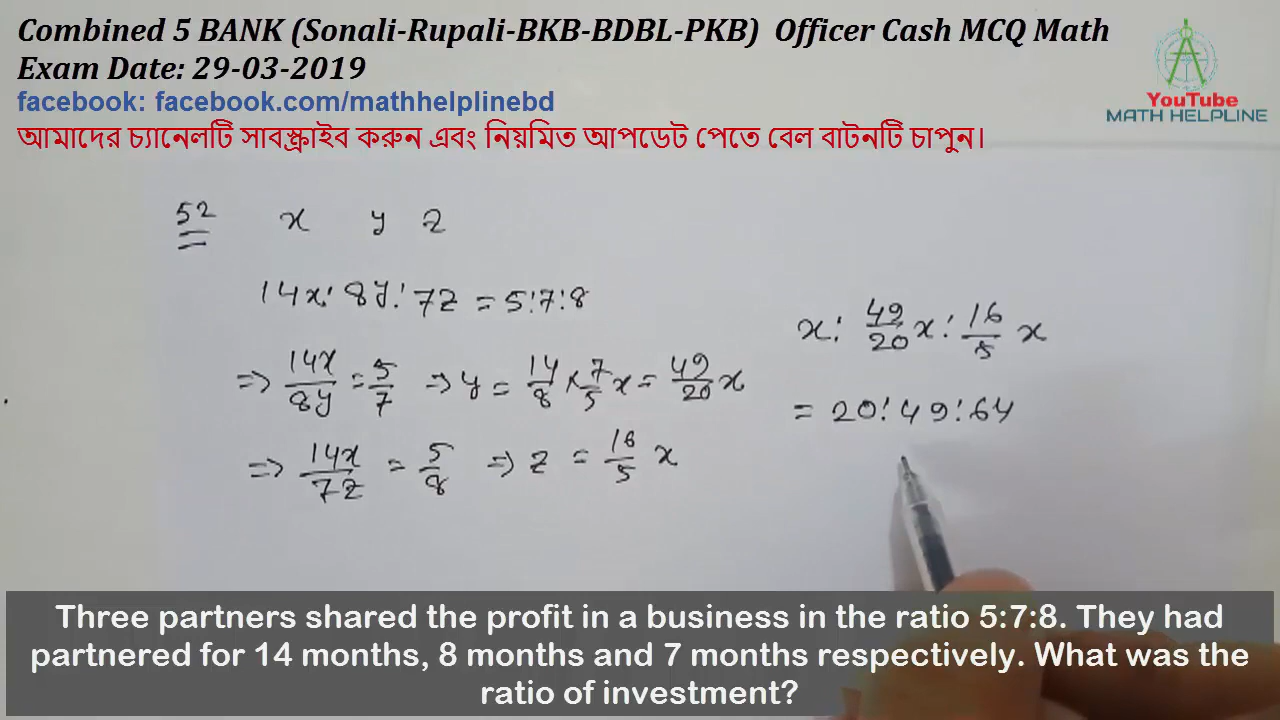 Combined 5 BANK (Sonali-Rupali-BKB-BDBL-PKB) Officer Cash MCQ Math
Exam Date: 29-03-2019
facebook: facebook.com/mathhelplinebd
আমাদের চ্যানেলটি সাবস্ক্রাইব করুন এবং নিয়মিত আপডেট পেতে বেল বাটনটি চাপুন।
YouTube
MATH HELPLINE
52 x y z
14x : 8y : 7z = 5:7:8
=> 14x/8y = 5/7 => y = 14/8 × 7/5 x = 49/20 x
=> 14x/7z = 5/8 => z = 16/5 x
x : 49/20 x : 16/5 x
= 20:49:64
Three partners shared the profit in a business in the ratio 5:7:8. They had
partnered for 14 months, 8 months and 7 months respectively. What was the
ratio of investment?